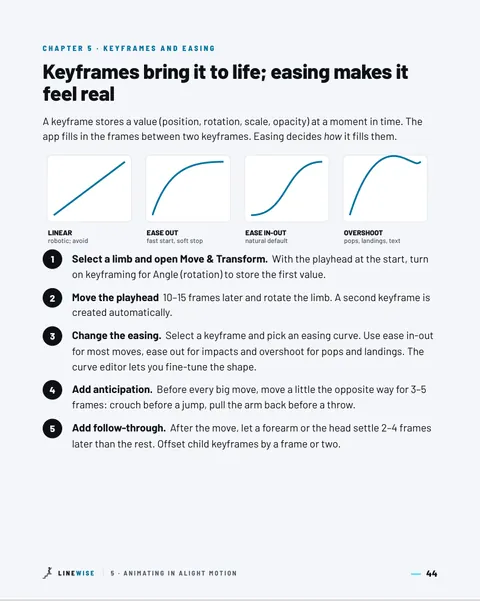 CHAPTER 5 · KEYFRAMES AND EASING
Keyframes bring it to life; easing makes it
feel real
A keyframe stores a value (position, rotation, scale, opacity) at a moment in time. The
app fills in the frames between two keyframes. Easing decides how it fills them.
LINEAR
robotic; avoid
EASE OUT
fast start, soft stop
EASE IN-OUT
natural default
OVERSHOOT
pops, landings, text
1 Select a limb and open Move & Transform. With the playhead at the start, turn
on keyframing for Angle (rotation) to store the first value.
2 Move the playhead 10–15 frames later and rotate the limb. A second keyframe is
created automatically.
3 Change the easing. Select a keyframe and pick an easing curve. Use ease in-out
for most moves, ease out for impacts and overshoot for pops and landings. The
curve editor lets you fine-tune the shape.
4 Add anticipation. Before every big move, move a little the opposite way for 3–5
frames: crouch before a jump, pull the arm back before a throw.
5 Add follow-through. After the move, let a forearm or the head settle 2–4 frames
later than the rest. Offset child keyframes by a frame or two.
LINEWISE 5 · ANIMATING IN ALIGHT MOTION 44